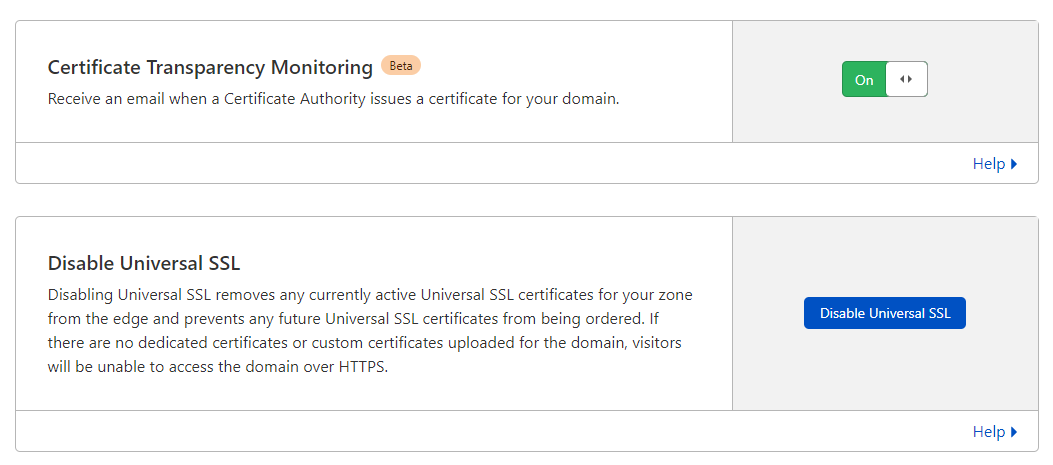 Certificate Transparency Monitoring Beta
Receive an email when a Certificate Authority issues a certificate for your domain.
On
Help
Disable Universal SSL
Disabling Universal SSL removes any currently active Universal SSL certificates for your zone
from the edge and prevents any future Universal SSL certificates from being ordered. If
there are no dedicated certificates or custom certificates uploaded for the domain, visitors
will be unable to access the domain over HTTPS.
Disable Universal SSL
Help